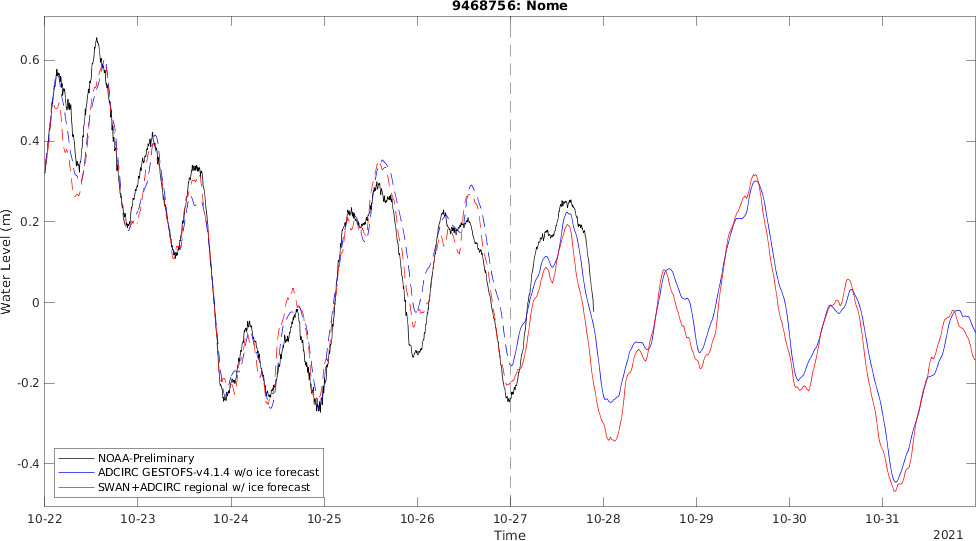 9468756: Nome
Water Level (m)
0.6
0.4
0.2
0
-0.2
-0.4
NOAA-Preliminary
ADCIRC GESTOFS-v4.1.4 w/o ice forecast
SWAN+ADCIRC regional w/ ice forecast
10-22 10-23 10-24 10-25 10-26 10-27 10-28 10-29 10-30 10-31
Time
2021